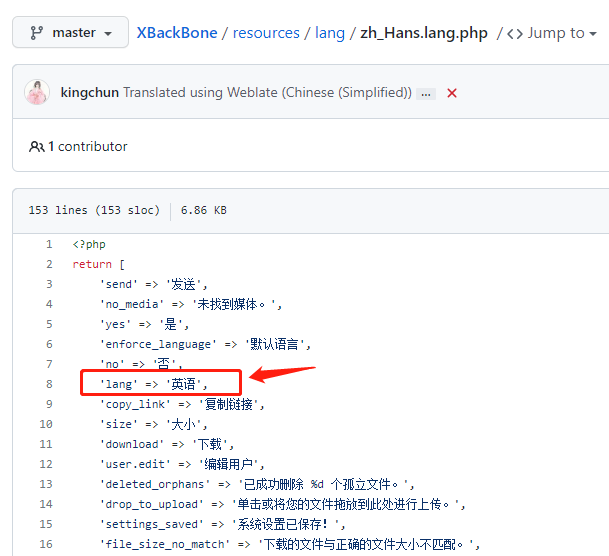 master XBackBone / resources / lang / zh_Hans.lang.php / <> Jump to
kingchun Translated using Weblate (Chinese (Simplified)) ...
1 contributor
153 lines (153 sloc) 6.86 KB
1 <?php
2 return [
3 'send' => '发送',
4 'no_media' => '未找到媒体。',
5 'yes' => '是',
6 'enforce_language' => '默认语言',
7 'no' => '否',
8 'lang' => '英语',
9 'copy_link' => '复制链接',
10 'size' => '大小',
11 'download' => '下载',
12 'user.edit' => '编辑用户',
13 'deleted_orphans' => '已成功删除 %d 个孤立文件。',
14 'drop_to_upload' => '单击或将您的文件拖放到此处进行上传。',
15 'settings_saved' => '系统设置已保存！',
16 'file_size_no_match' => '下载的文件与正确的文件大小不匹配。',